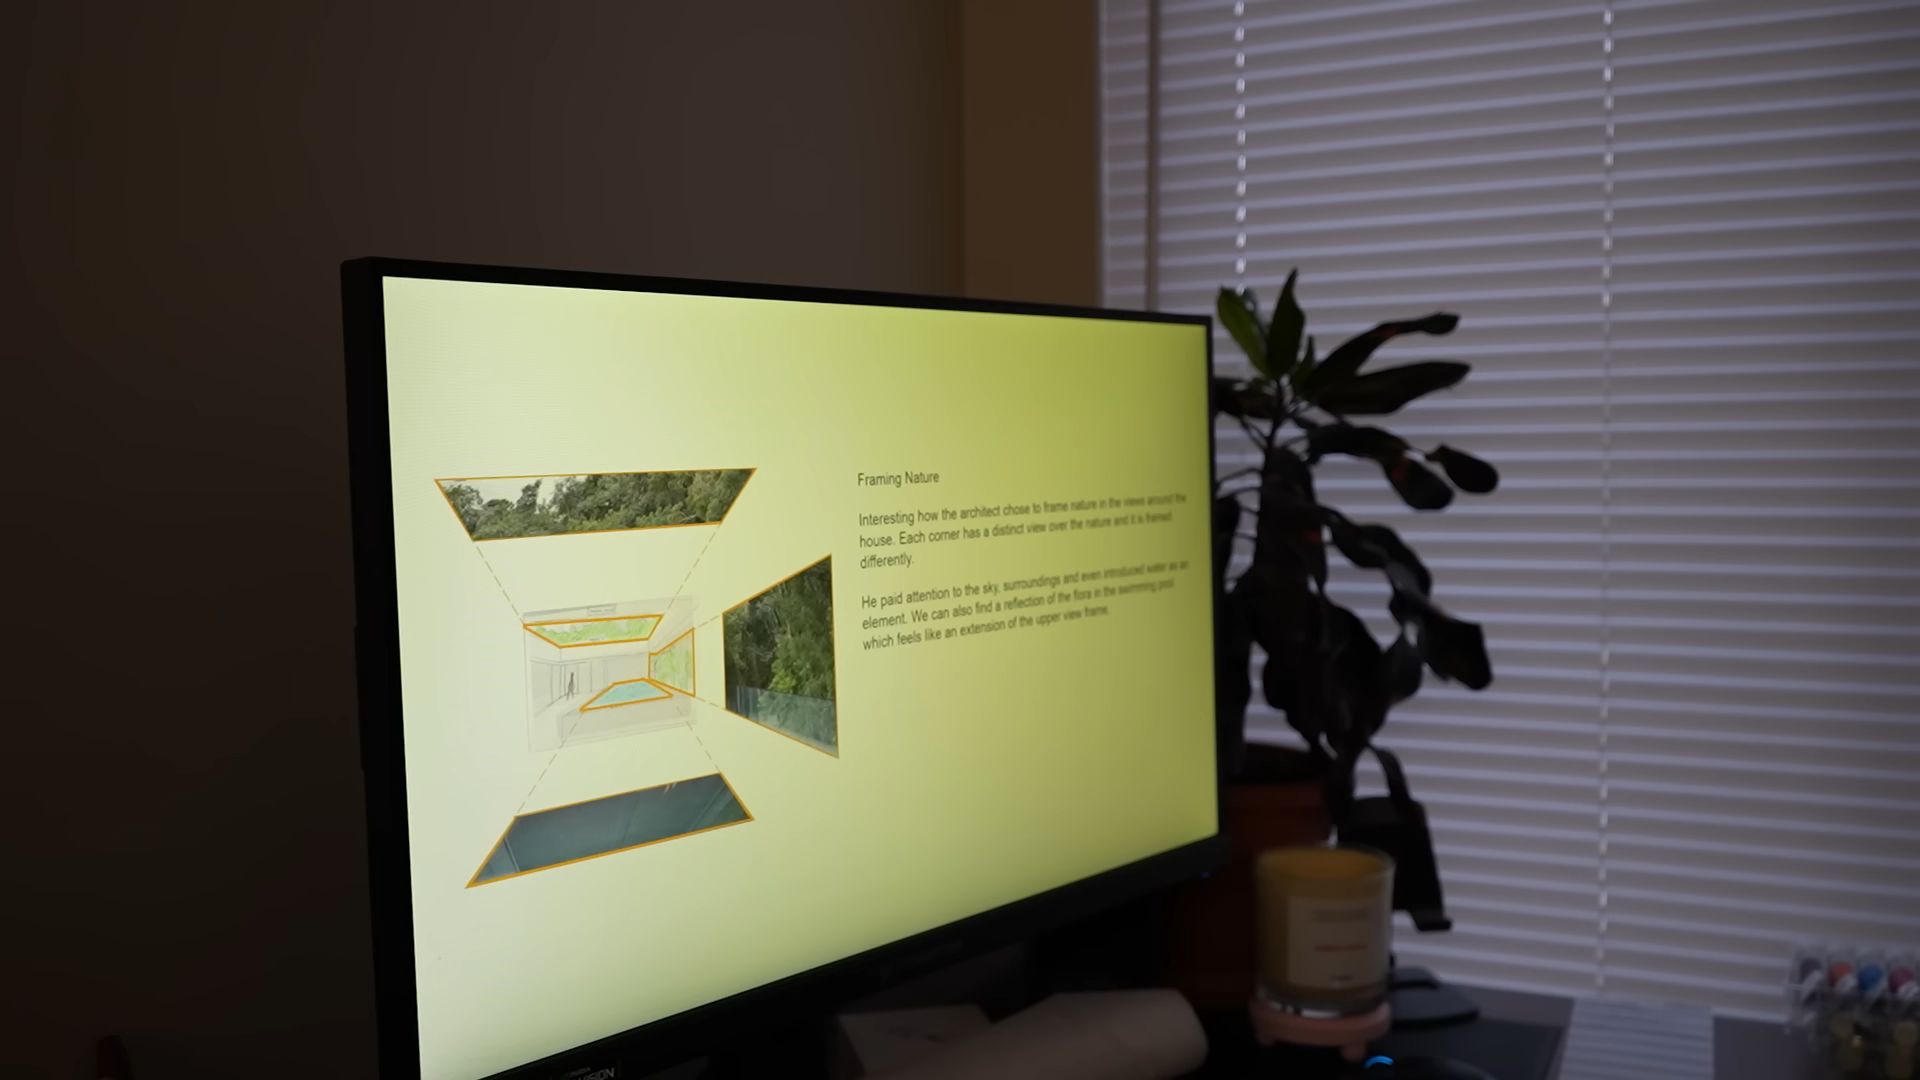 Framing Nature
Interesting how the architect chose to frame nature in the views around the
house. Each corner has a distinct view over the nature and it is framed
differently.
He paid attention to the sky, surroundings and even introduced water as an
element. We can also find a reflection of the flora in the swimming pool
which feels like an extension of the upper view frame.